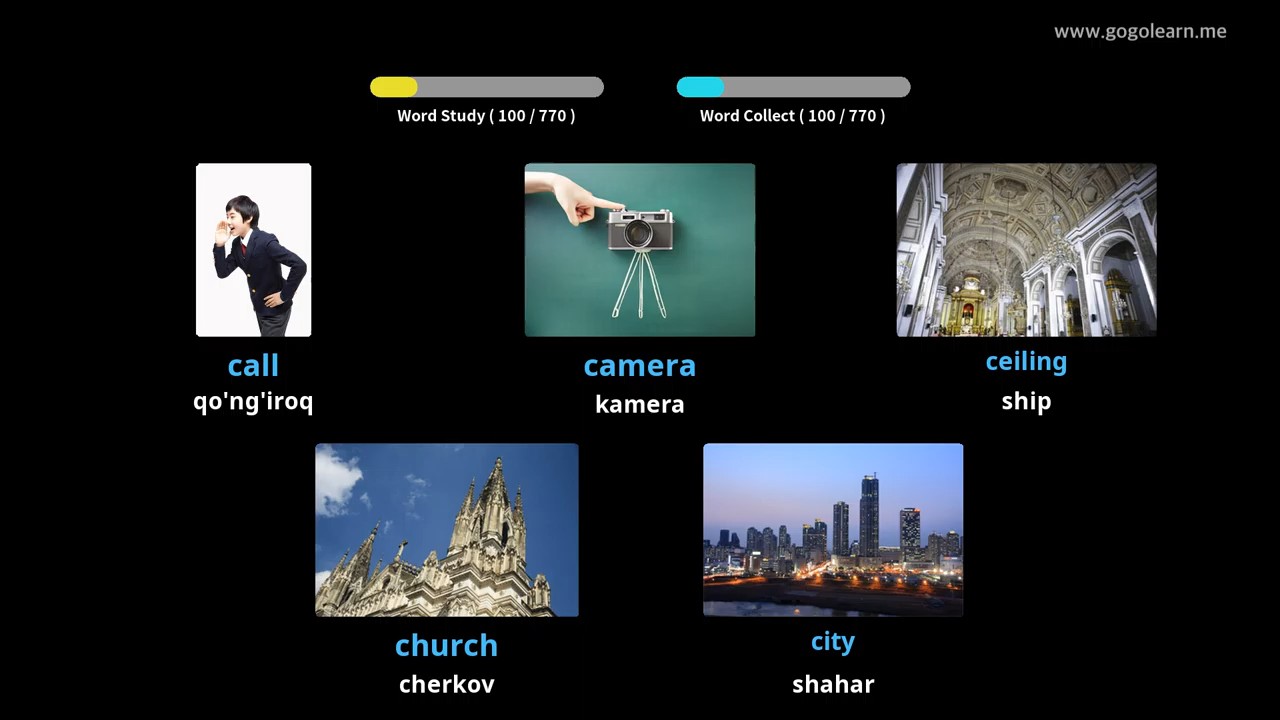 www.gogolearn.me
Word Study ( 100 / 770 )
Word Collect ( 100 / 770 )
call
qo'ng'iroq
camera
kamera
ceiling
ship
church
cherkov
city
shahar